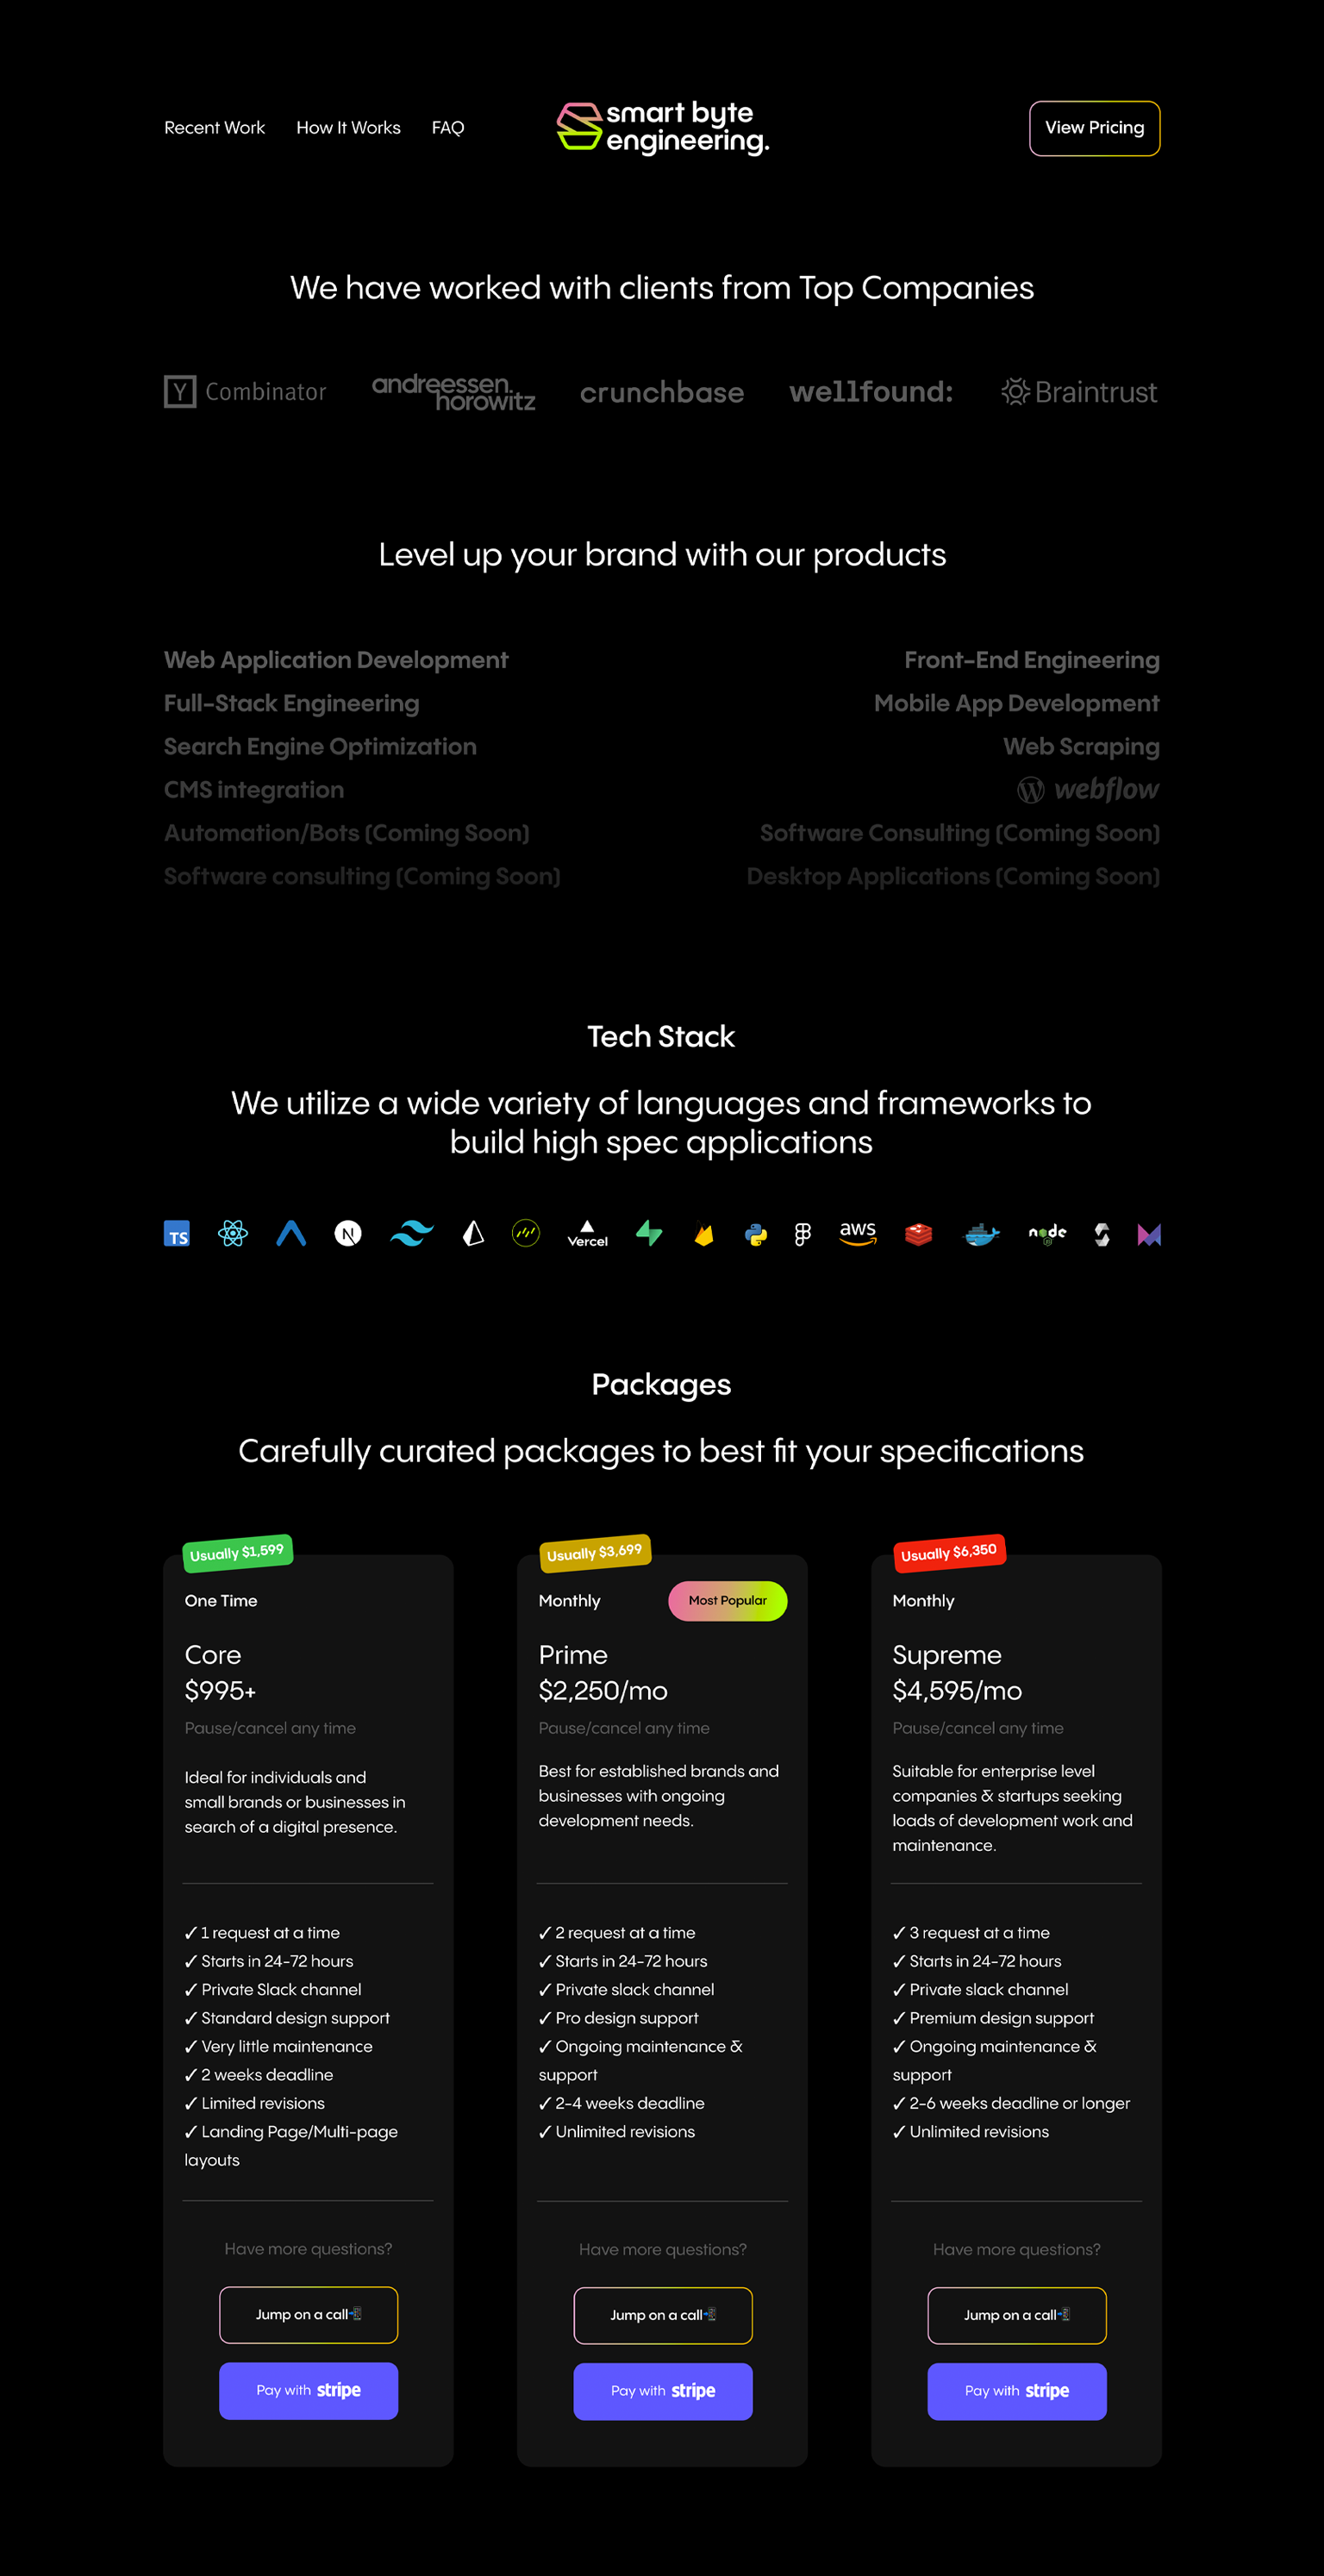 Recent Work
How It Works
FAQ
smart byte
engineering.
View Pricing
We have worked with clients from Top Companies
Y Combinator
andreessen.
horowitz
crunchbase
wellfound:
Braintrust
Level up your brand with our products
Web Application Development
Front-End Engineering
Full-Stack Engineering
Mobile App Development
Search Engine Optimization
Web Scraping
CMS integration
W webflow
Automation/Bots (Coming Soon)
Software Consulting (Coming Soon)
Software consulting (Coming Soon)
Desktop Applications (Coming Soon)
Tech Stack
We utilize a wide variety of languages and frameworks to
build high spec applications
TS
N
Vercel
aws
node
Packages
Carefully curated packages to best fit your specifications
Usually $1,599
One Time
Core
$995+
Pause/cancel any time
Ideal for individuals and
small brands or businesses in
search of a digital presence.
✓ 1 request at a time
✓ Starts in 24-72 hours
✓ Private Slack channel
✓ Standard design support
✓ Very little maintenance
✓ 2 weeks deadline
✓ Limited revisions
✓ Landing Page/Multi-page
layouts
Have more questions?
Jump on a call
Pay with stripe
Usually $3,699
Monthly
Most Popular
Prime
$2,250/mo
Pause/cancel any time
Best for established brands and
businesses with ongoing
development needs.
✓ 2 request at a time
✓ Starts in 24-72 hours
✓ Private slack channel
✓ Pro design support
✓ Ongoing maintenance &
support
✓ 2-4 weeks deadline
✓ Unlimited revisions
Have more questions?
Jump on a call
Pay with stripe
Usually $6,350
Monthly
Supreme
$4,595/mo
Pause/cancel any time
Suitable for enterprise level
companies & startups seeking
loads of development work and
maintenance.
✓ 3 request at a time
✓ Starts in 24-72 hours
✓ Private slack channel
✓ Premium design support
✓ Ongoing maintenance &
support
✓ 2-6 weeks deadline or longer
✓ Unlimited revisions
Have more questions?
Jump on a call
Pay with stripe